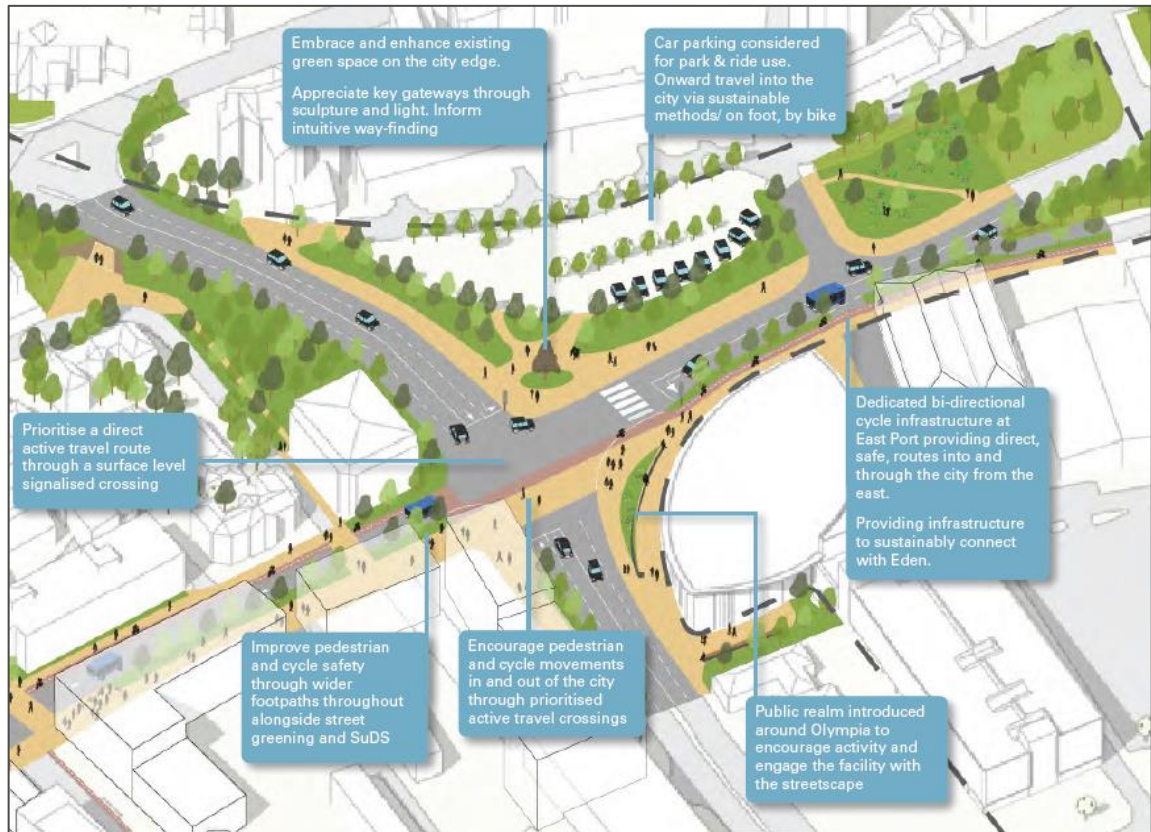 Embrace and enhance existing
green space on the city edge.
Appreciate key gateways through
sculpture and light. Inform
intuitive way-finding
Car parking considered
for park & ride use.
Onward travel into the
city via sustainable
methods/ on foot, by bike
Prioritise a direct
active travel route
through a surface level
signalised crossing
Dedicated bi-directional
cycle infrastructure at
East Port providing direct,
safe, routes into and
through the city from the
east.
Providing infrastructure
to sustainably connect
with Eden.
Improve pedestrian
and cycle safety
through wider
footpaths throughout
alongside street
greening and SuDS
Encourage pedestrian
and cycle movements
in and out of the city
through prioritised
active travel crossings
Public realm introduced
around Olympia to
encourage activity and
engage the facility with
the streetscape